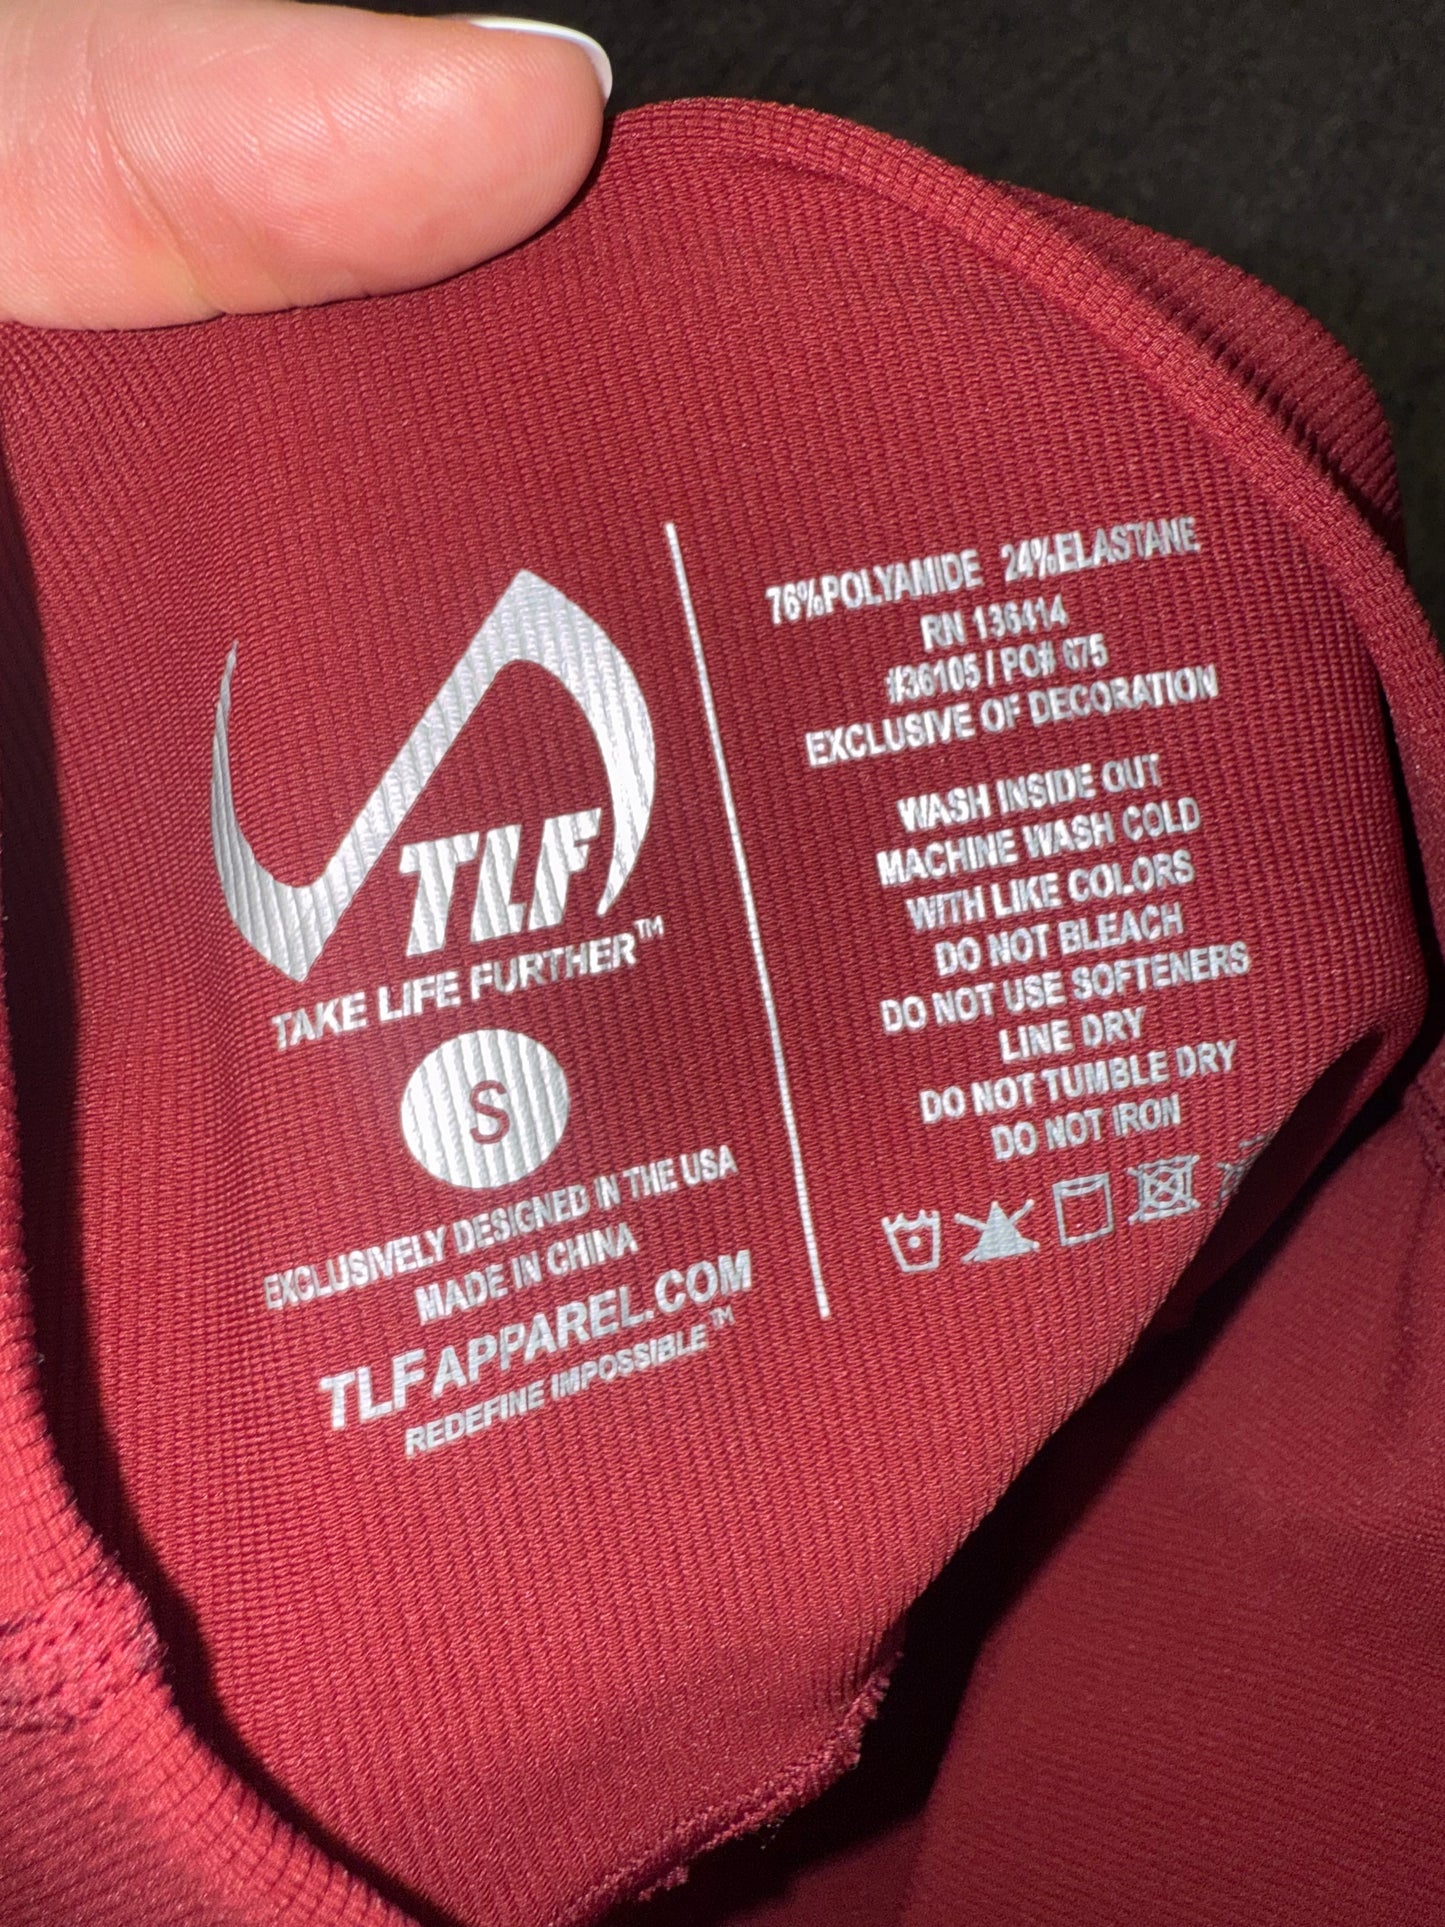 TLF
TAKE LIFE FURTHER™
S
EXCLUSIVELY DESIGNED IN THE USA
MADE IN CHINA
TLFAPPAREL.COM
REDEFINE IMPOSSIBLE™
76%POLYAMIDE 24%ELASTANE
RN 136414
#36105 / PO# 675
EXCLUSIVE OF DECORATION
WASH INSIDE OUT
MACHINE WASH COLD
WITH LIKE COLORS
DO NOT BLEACH
DO NOT USE SOFTENERS
LINE DRY
DO NOT TUMBLE DRY
DO NOT IRON